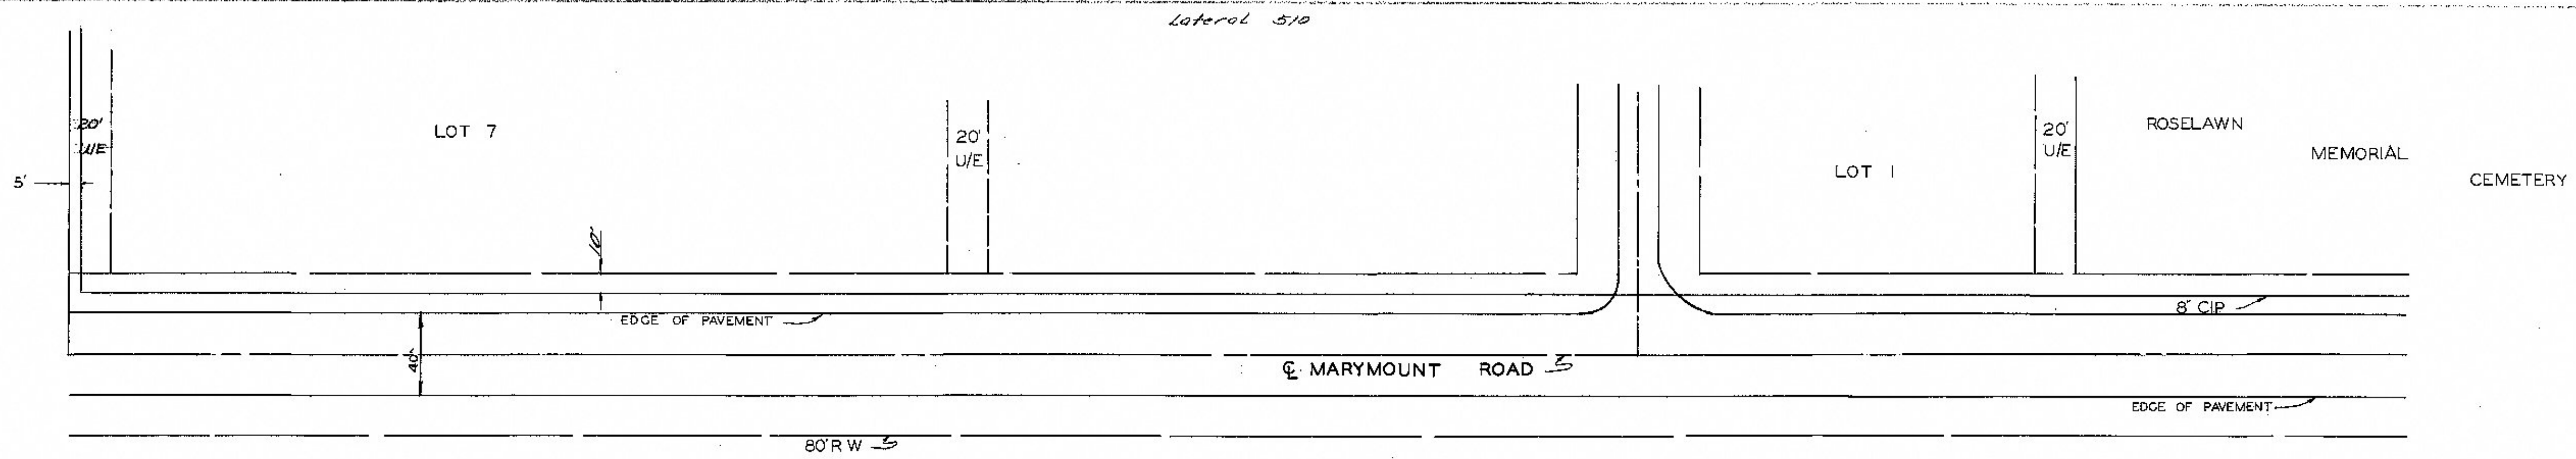 Lateral 510
20'
U/E
LOT 7
20'
U/E
LOT 1
20'
U/E
ROSELAWN
MEMORIAL
CEMETERY
5'
10'
EDGE OF PAVEMENT
8" CIP
40'
℄ MARYMOUNT ROAD
EDGE OF PAVEMENT
80' R W